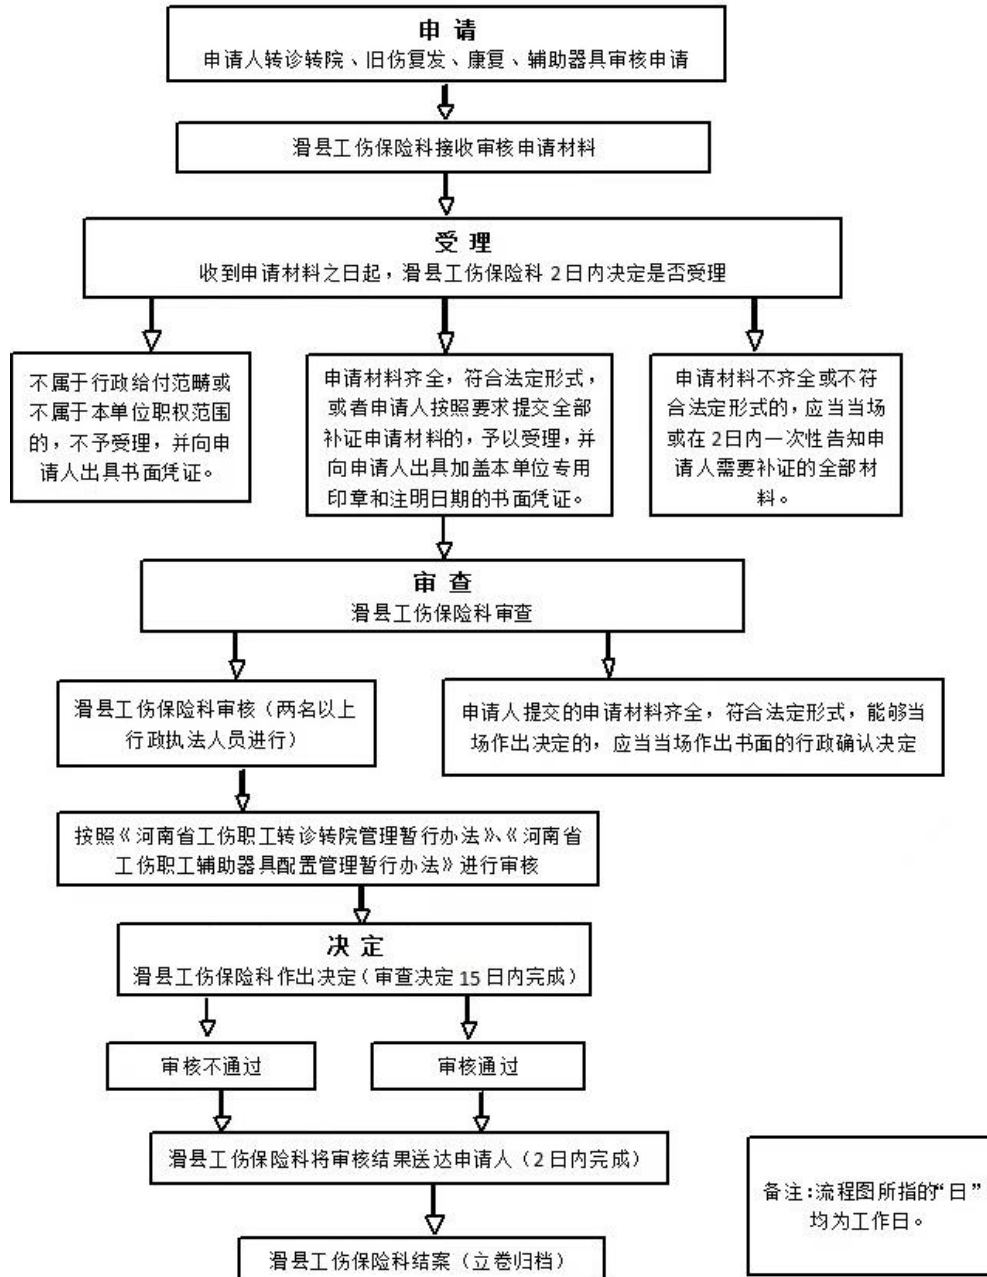 申 请
申请人转诊转院、旧伤复发、康复、辅助器具审核申请
滑县工伤保险科接收审核申请材料
受 理
收到申请材料之日起，滑县工伤保险科 2日内决定是否受理
不属于行政给付范畴或
不属于本单位职权范围
的，不予受理，并向申
请人出具书面凭证。
申请材料齐全，符合法定形式，
或者申请人按照要求提交全部
补证申请材料的，予以受理，并
向申请人出具加盖本单位专用
印章和注明日期的书面凭证。
申请材料不齐全或不符
合法定形式的，应当当场
或在 2日内一次性告知申
请人需要补证的全部材
料。
审 查
滑县工伤保险科审查
滑县工伤保险科审核（两名以上
行政执法人员进行）
申请人提交的申请材料齐全，符合法定形式，能够当
场作出决定的，应当当场作出书面的行政确认决定
按照《河南省工伤职工转诊转院管理暂行办法》、《河南省
工伤职工辅助器具配置管理暂行办法》进行审核
决 定
滑县工伤保险科作出决定（审查决定 15 日内完成）
审核不通过
审核通过
滑县工伤保险科将审核结果送达申请人（2 日内完成）
备注：流程图所指的“日”
均为工作日。
滑县工伤保险科结案（立卷归档）